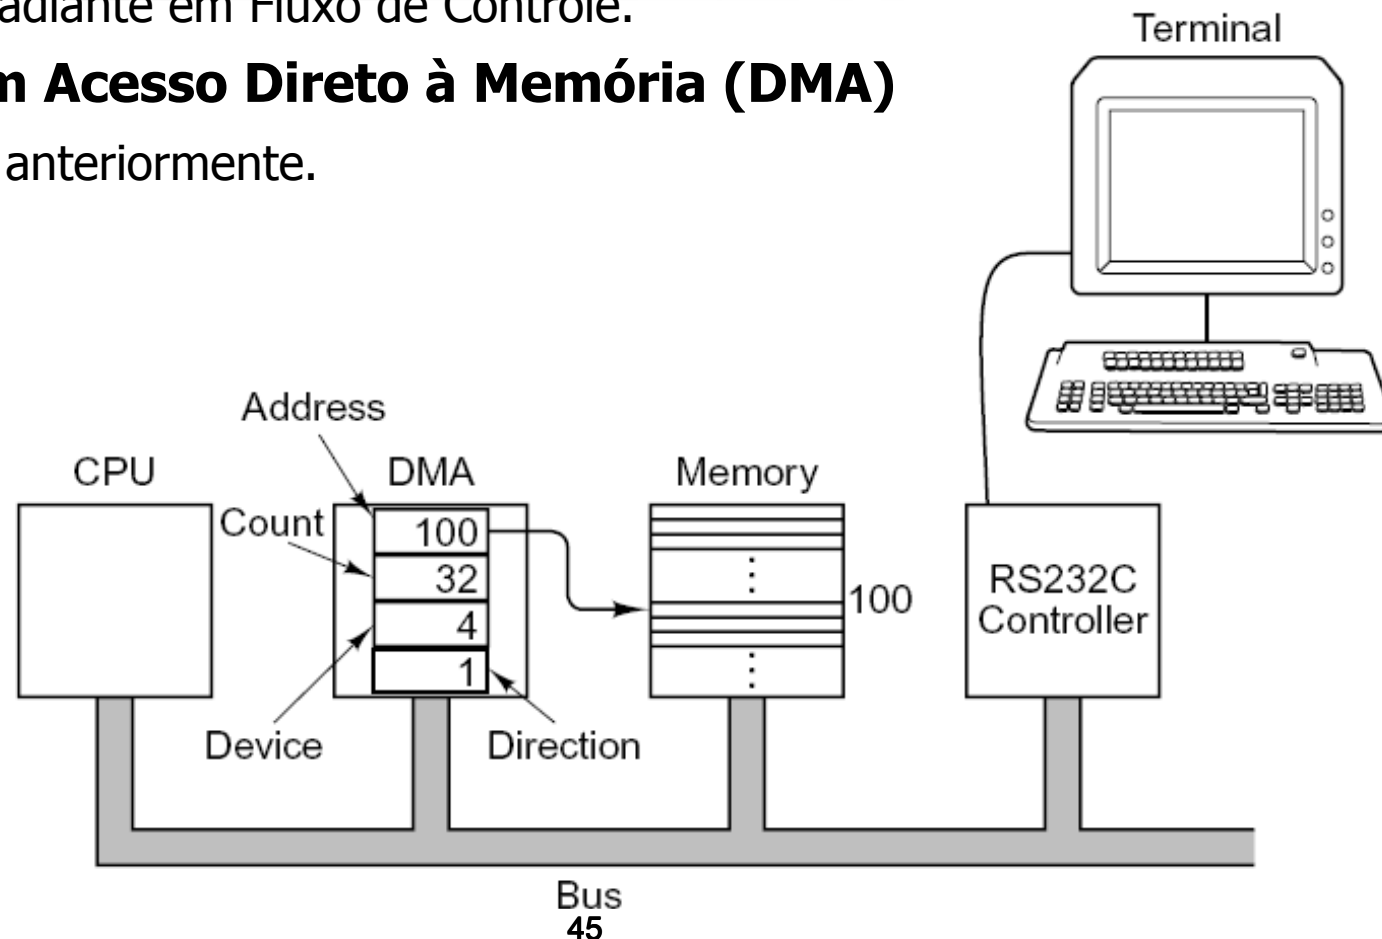 adiante em Fluxo de Controle.
Terminal
m Acesso Direto à Memória (DMA)
anteriormente.
Address
CPU
DMA
Memory
Count
100
32
4
1
100
RS232C
Controller
Device
Direction
Bus
45